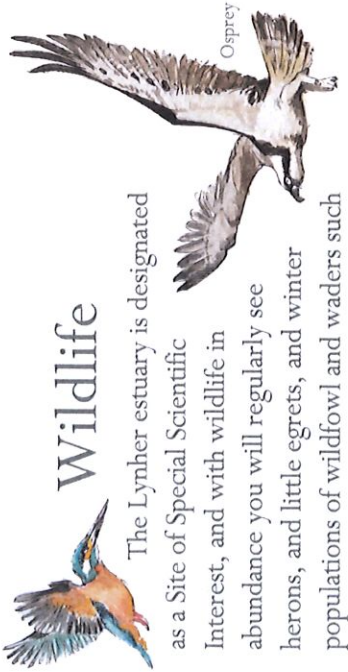 Wildlife
The Lynher estuary is designated
as a Site of Special Scientific
Interest, and with wildlife in
abundance you will regularly see
herons, and little egrets, and winter
populations of wildfowl and waders such
Osprey